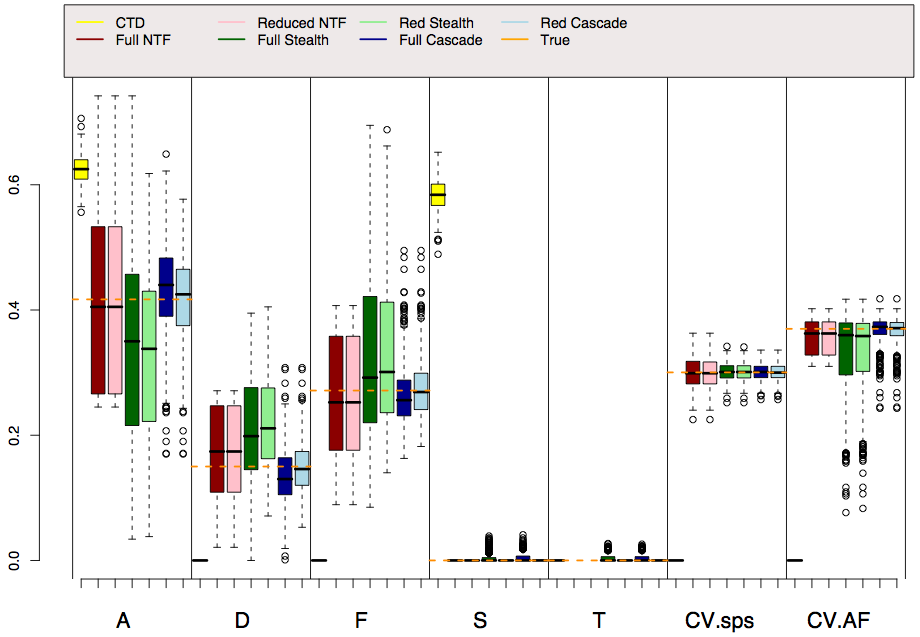 CTD Reduced NTF Red Stealth Red Cascade
Full NTF Full Stealth Full Cascade True
0.6
0.4
0.2
0.0
A D F S T CV.sps CV.AF